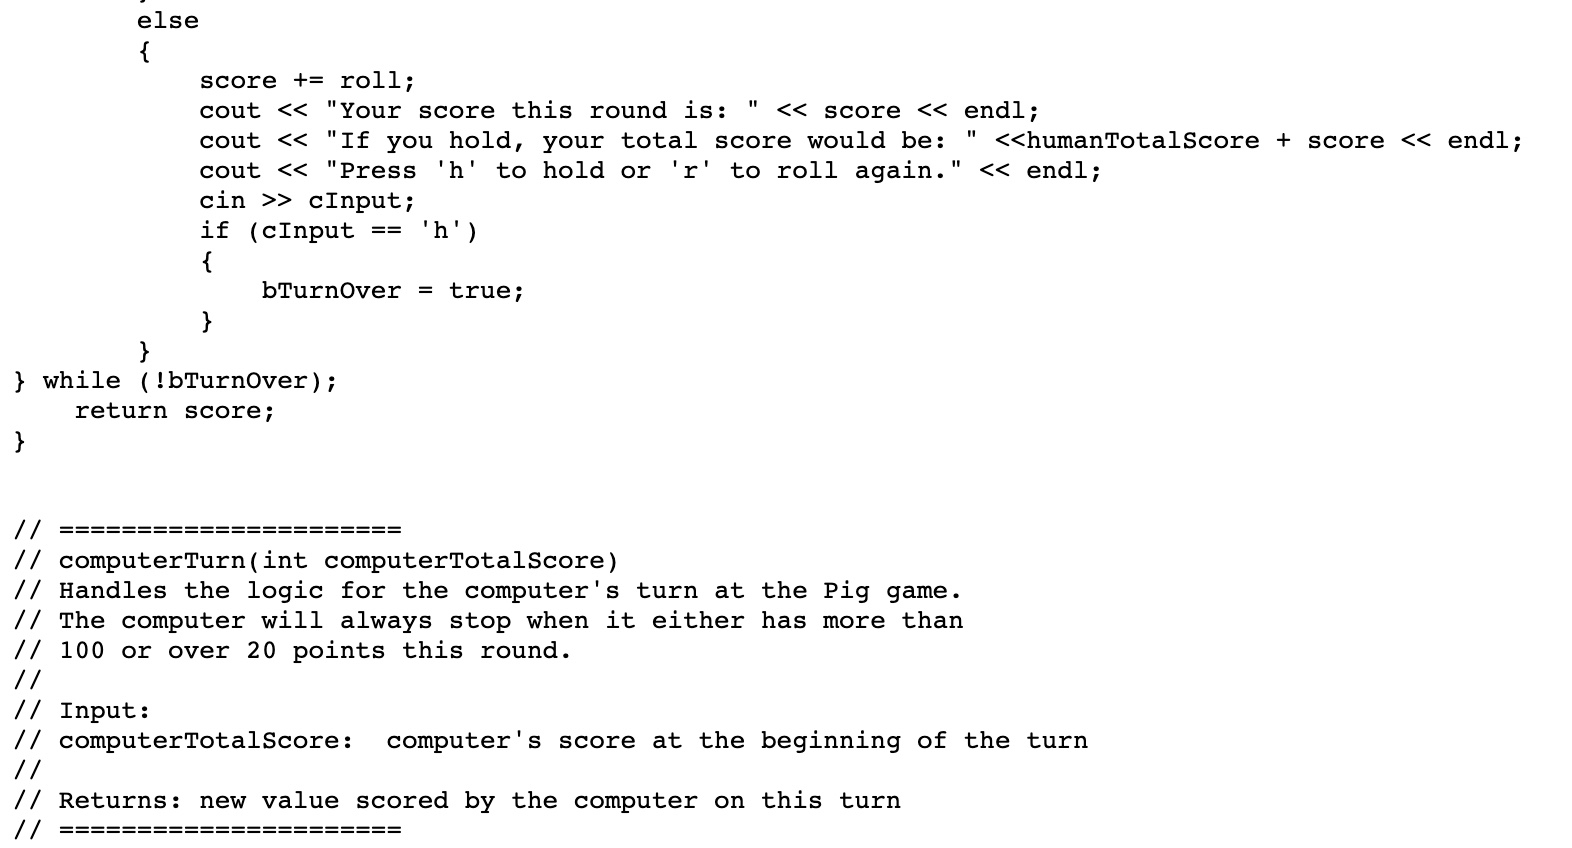 else
{
score += roll;
cout << "Your score this round is: " << score << endl;
cout << "If you hold, your total score would be: " <<humanTotalScore + score << endl;
cout << "Press 'h' to hold or 'r' to roll again." << endl;
cin >> cInput;
if (cInput == 'h')
{
bTurnOver = true;
}
}
} while (!bTurnOver);
return score;
}
// ======================
// computerTurn(int computerTotalScore)
// Handles the logic for the computer's turn at the Pig game.
// The computer will always stop when it either has more than
// 100 or over 20 points this round.
//
// Input:
// computerTotalScore:  computer's score at the beginning of the turn
//
// Returns: new value scored by the computer on this turn
// ======================